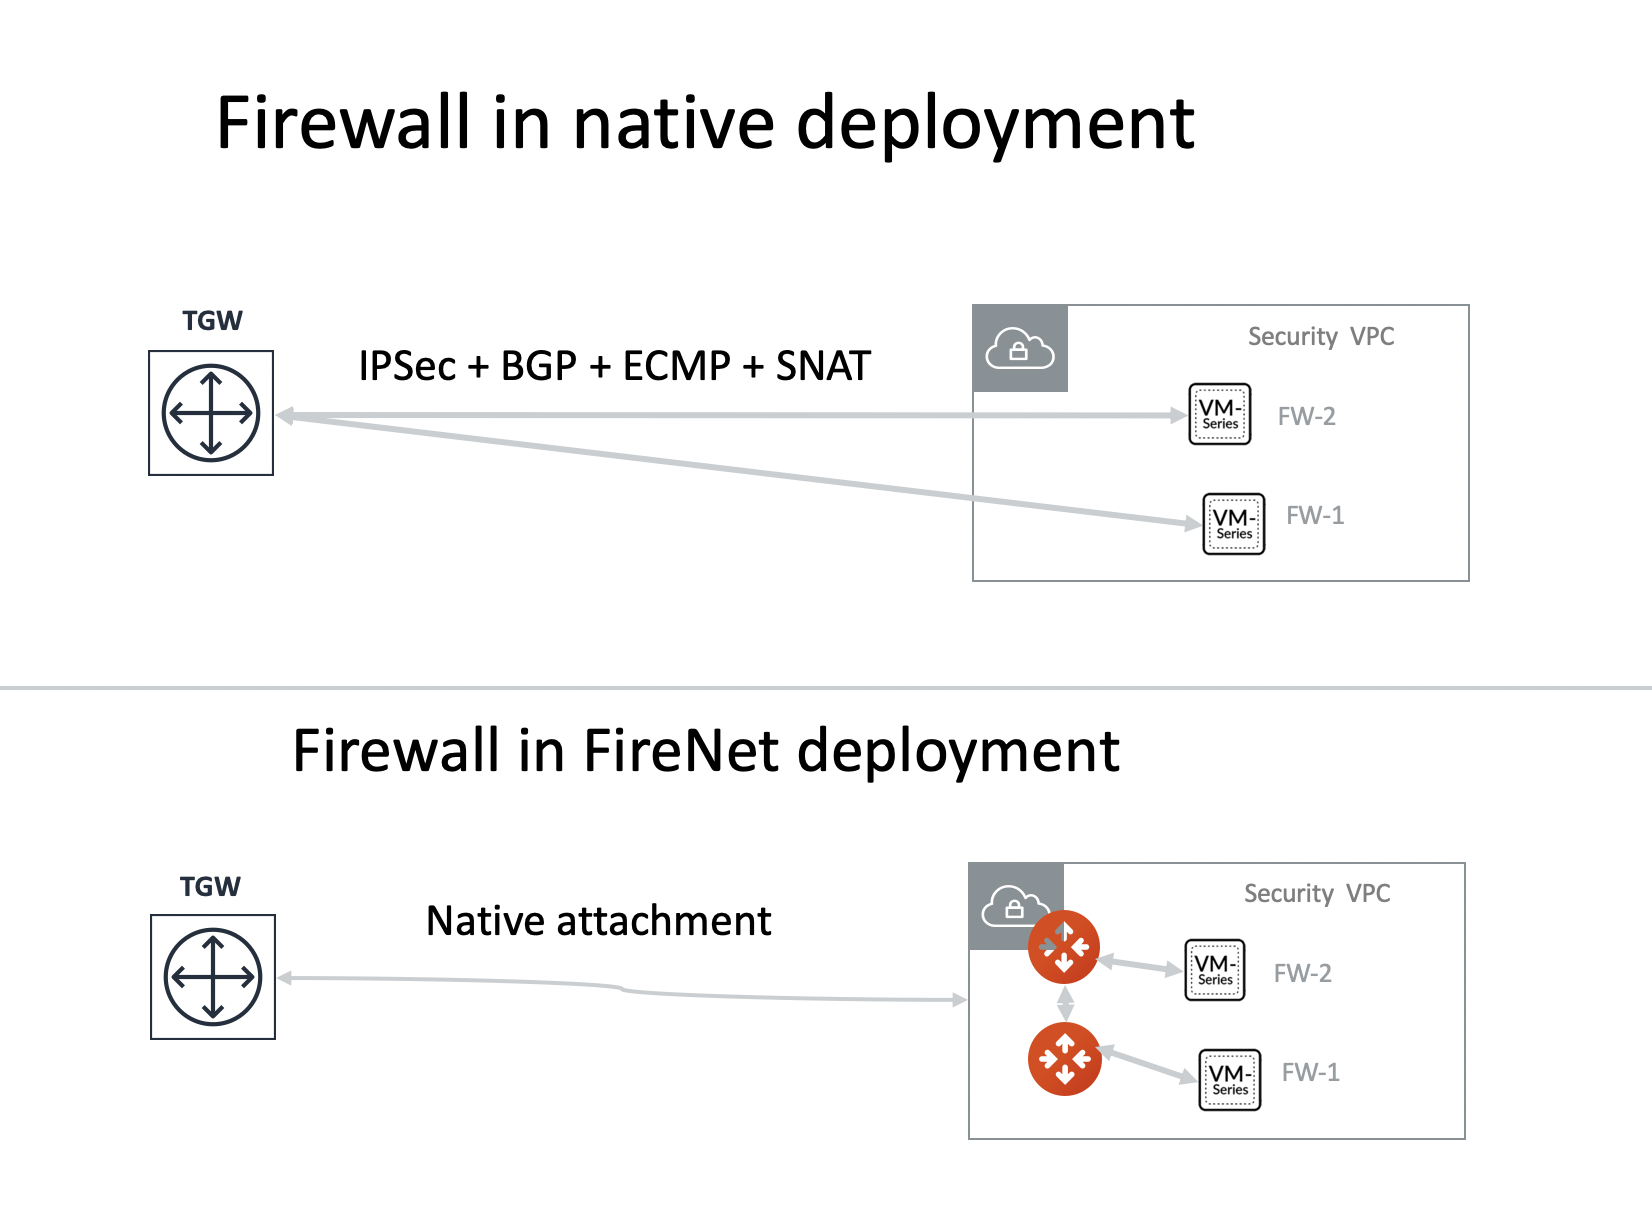 Firewall in native deployment
TGW
IPSec + BGP + ECMP + SNAT
Security VPC
VM-
Series
FW-2
VM-
Series
FW-1
Firewall in FireNet deployment
TGW
Native attachment
Security VPC
VM-
Series
FW-2
VM-
Series
FW-1